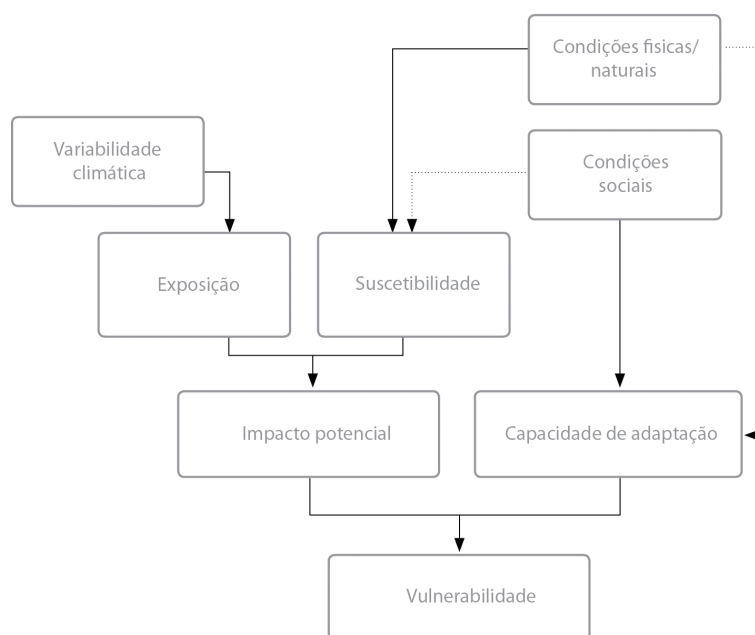 Condições fisicas/
naturais
Variabilidade
climática
Condições
sociais
Exposição
Suscetibilidade
Impacto potencial
Capacidade de adaptação
Vulnerabilidade